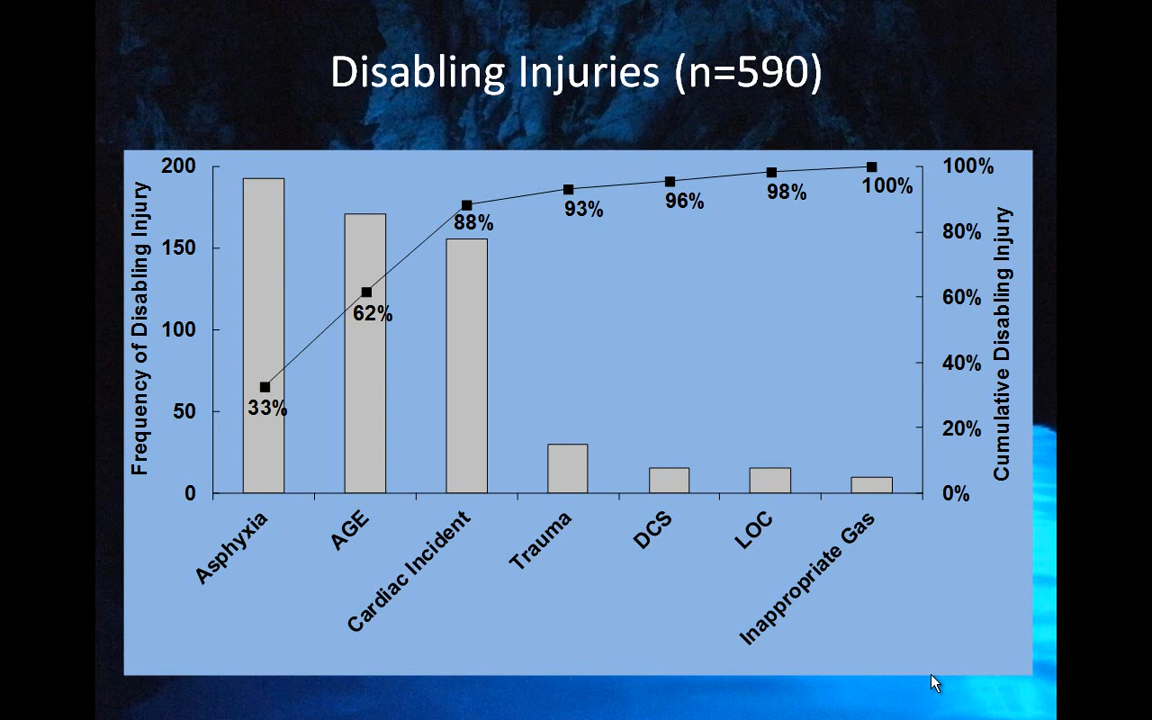 Disabling Injuries (n=590)
Frequency of Disabling Injury
200
150
100
50
0
33%
62%
88%
93%
96%
98%
100%
100%
80%
60%
40%
20%
0%
Cumulative Disabling Injury
Asphyxia
AGE
Cardiac Incident
Trauma
DCS
LOC
Inappropriate Gas